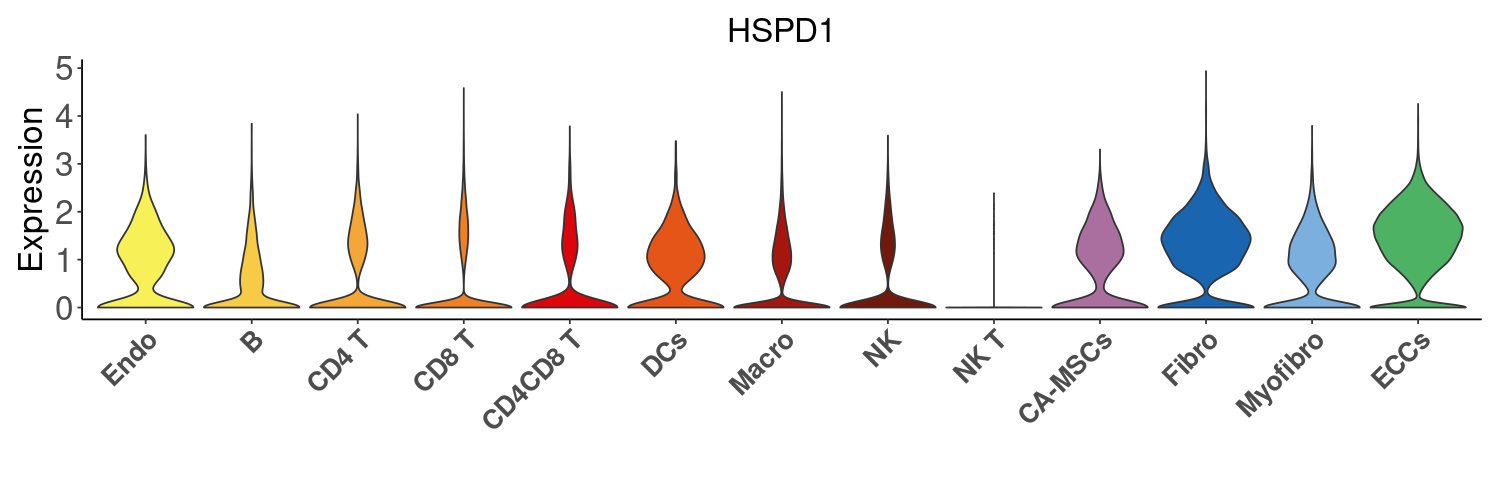 HSPD1
Expression
5
4
3
2
1
0
Endo
B
CD4 T
CD8 T
CD4CD8 T
DCs
Macro
NK
NK T
CA-MSCs
Fibro
Myofibro
ECCs